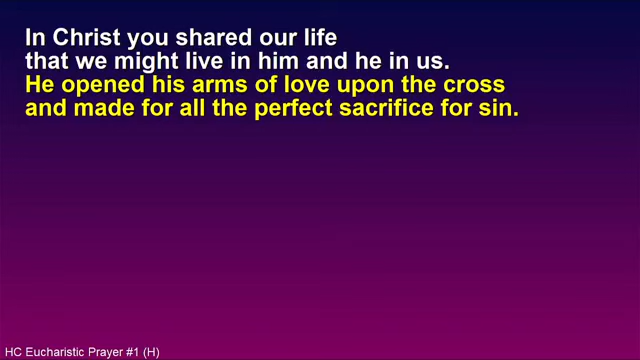 In Christ you shared our life
that we might live in him and he in us.
He opened his arms of love upon the cross
and made for all the perfect sacrifice for sin.
HC Eucharistic Prayer #1 (H)